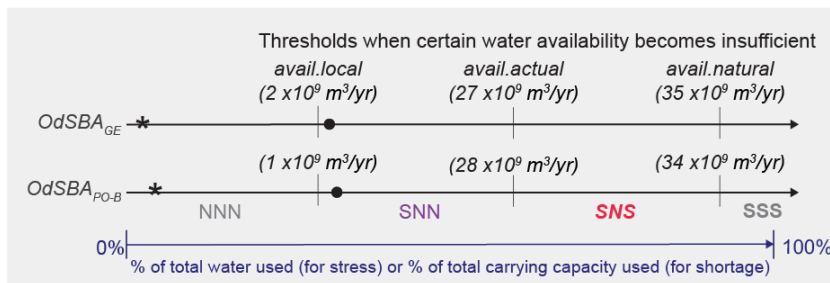 Thresholds when certain water availability becomes insufficient
avail.local avail.actual avail.natural
(2 x10⁹ m³/yr) (27 x10⁹ m³/yr) (35 x10⁹ m³/yr)
OdSBA_GE *
(1 x10⁹ m³/yr) (28 x10⁹ m³/yr) (34 x10⁹ m³/yr)
OdSBA_PO-B *
NNN SNN SNS SSS
0% 100%
% of total water used (for stress) or % of total carrying capacity used (for shortage)